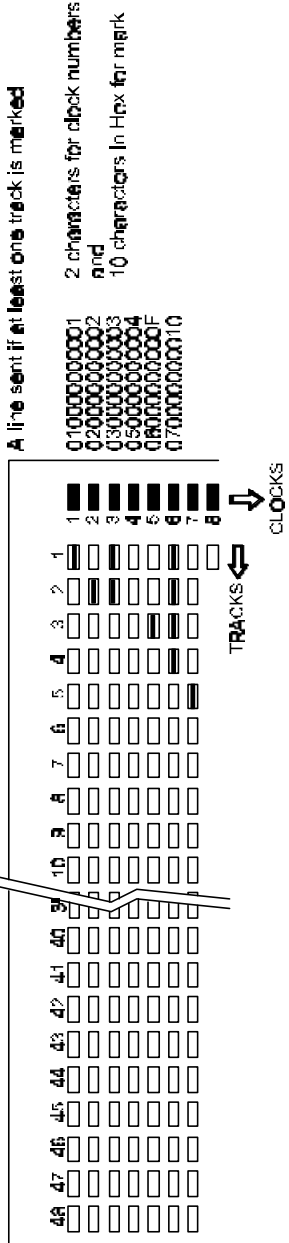 A line sent if at least one track is marked
010000000001
020000000002
030000000003
050000000004
06000000000F
070000000010
2 characters for clock numbers
and
10 characters In Hex for mark
48 47 46 45 44 43 42 41 40 39 10 9 8 7 6 5 4 3 2 1
1
2
3
4
5
6
7
8
TRACKS
CLOCKS